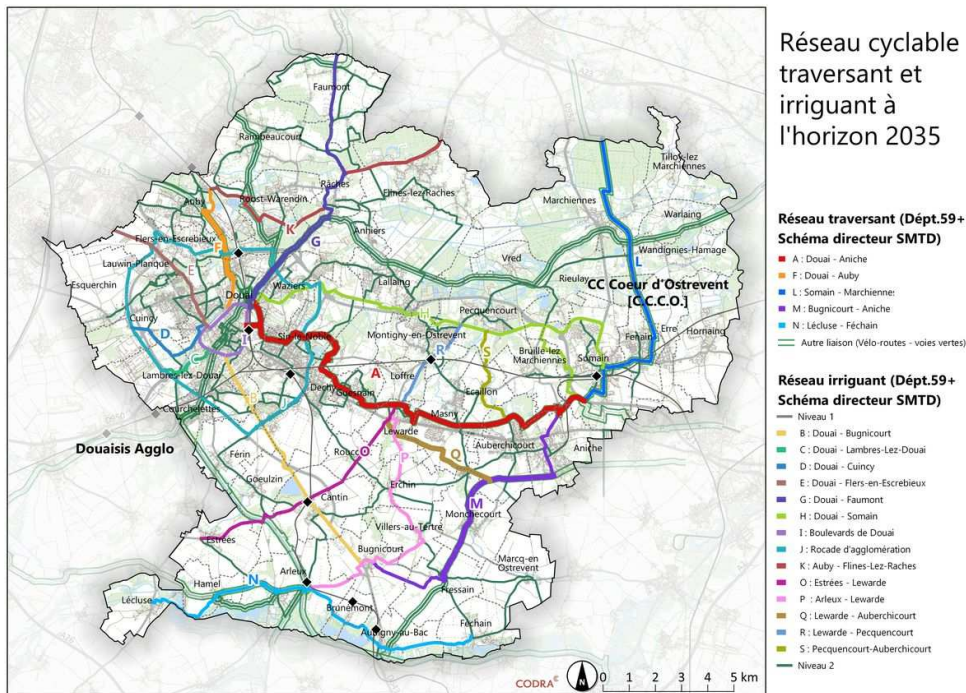 Réseau cyclable
traversant et
irriguant à
l'horizon 2035
Réseau traversant (Dépt.59+
Schéma directeur SMTD)
A : Douai - Aniche
F : Douai - Auby
L : Somain - Marchiennes
M : Bugnicourt - Aniche
N : Lécluse - Féchain
Autre liaison (Vélo-routes - voies vertes)
Réseau irriguant (Dépt.59+
Schéma directeur SMTD)
Niveau 1
B : Douai - Bugnicourt
C : Douai - Lambres-Lez-Douai
D : Douai - Cuincy
E : Douai - Flers-en-Escrebieux
G : Douai - Faumont
H : Douai - Somain
I : Boulevards de Douai
J : Rocade d'agglomération
K : Auby - Flines-Lez-Raches
O : Estrées - Lewarde
P : Arleux - Lewarde
Q : Lewarde - Auberchicourt
R : Lewarde - Pecquencourt
S : Pecquencourt-Auberchicourt
Niveau 2
Faumont
Raimbeaucourt
Râches
Flines-lez-Raches
Roost-Warendin
Auby
K
G
Anhiers
Flers-en-Escrebieux
F
Lauwin-Planque
E
Esquerchin
Waziers
Lallaing
Douai
Cuincy
D
I
C
Lambres-lez-Douai
Courchelettes
B
Sin-le-Noble
Dechy
Guesnain
A
Loffre
R
Montigny-en-Ostrevent
H
Pecquencourt
Vred
Rieulay
Marchiennes
Tilloy-lez
Marchiennes
Warlaing
Wandignies-Hamage
L
CC Coeur d'Ostrevent
[C.C.C.O.]
Erre
Hornaing
Fenain
Somain
Bruille-lez
Marchiennes
S
Ecaillon
Masny
Lewarde
Auberchicourt
Aniche
Q
P
O
Erchin
M
Monchecourt
Villers-au-Tertre
Bugnicourt
Marcq-en
Ostrevent
Fressain
Féchain
Aubigny-au-Bac
Brunémont
Arleux
N
Hamel
Lécluse
Estrées
Cantin
Goeulzin
Férin
Douaisis Agglo
CODRA©
N
0 1 2 3 4 5 km